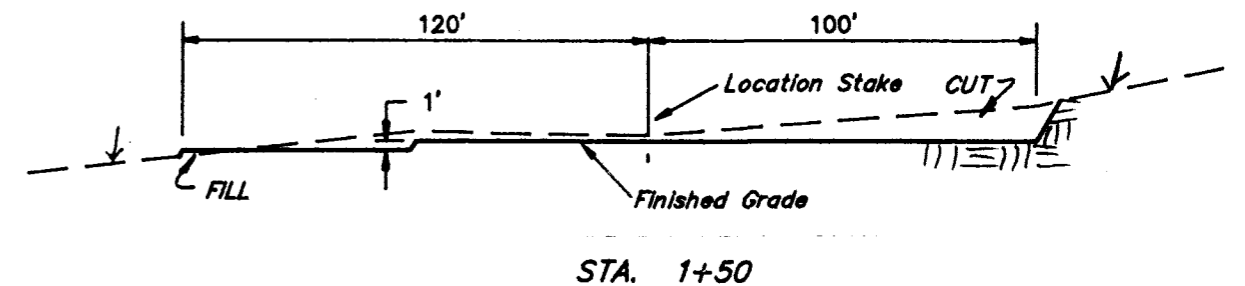 120'
100'
1'
Location Stake
CUT
FILL
Finished Grade
STA. 1+50